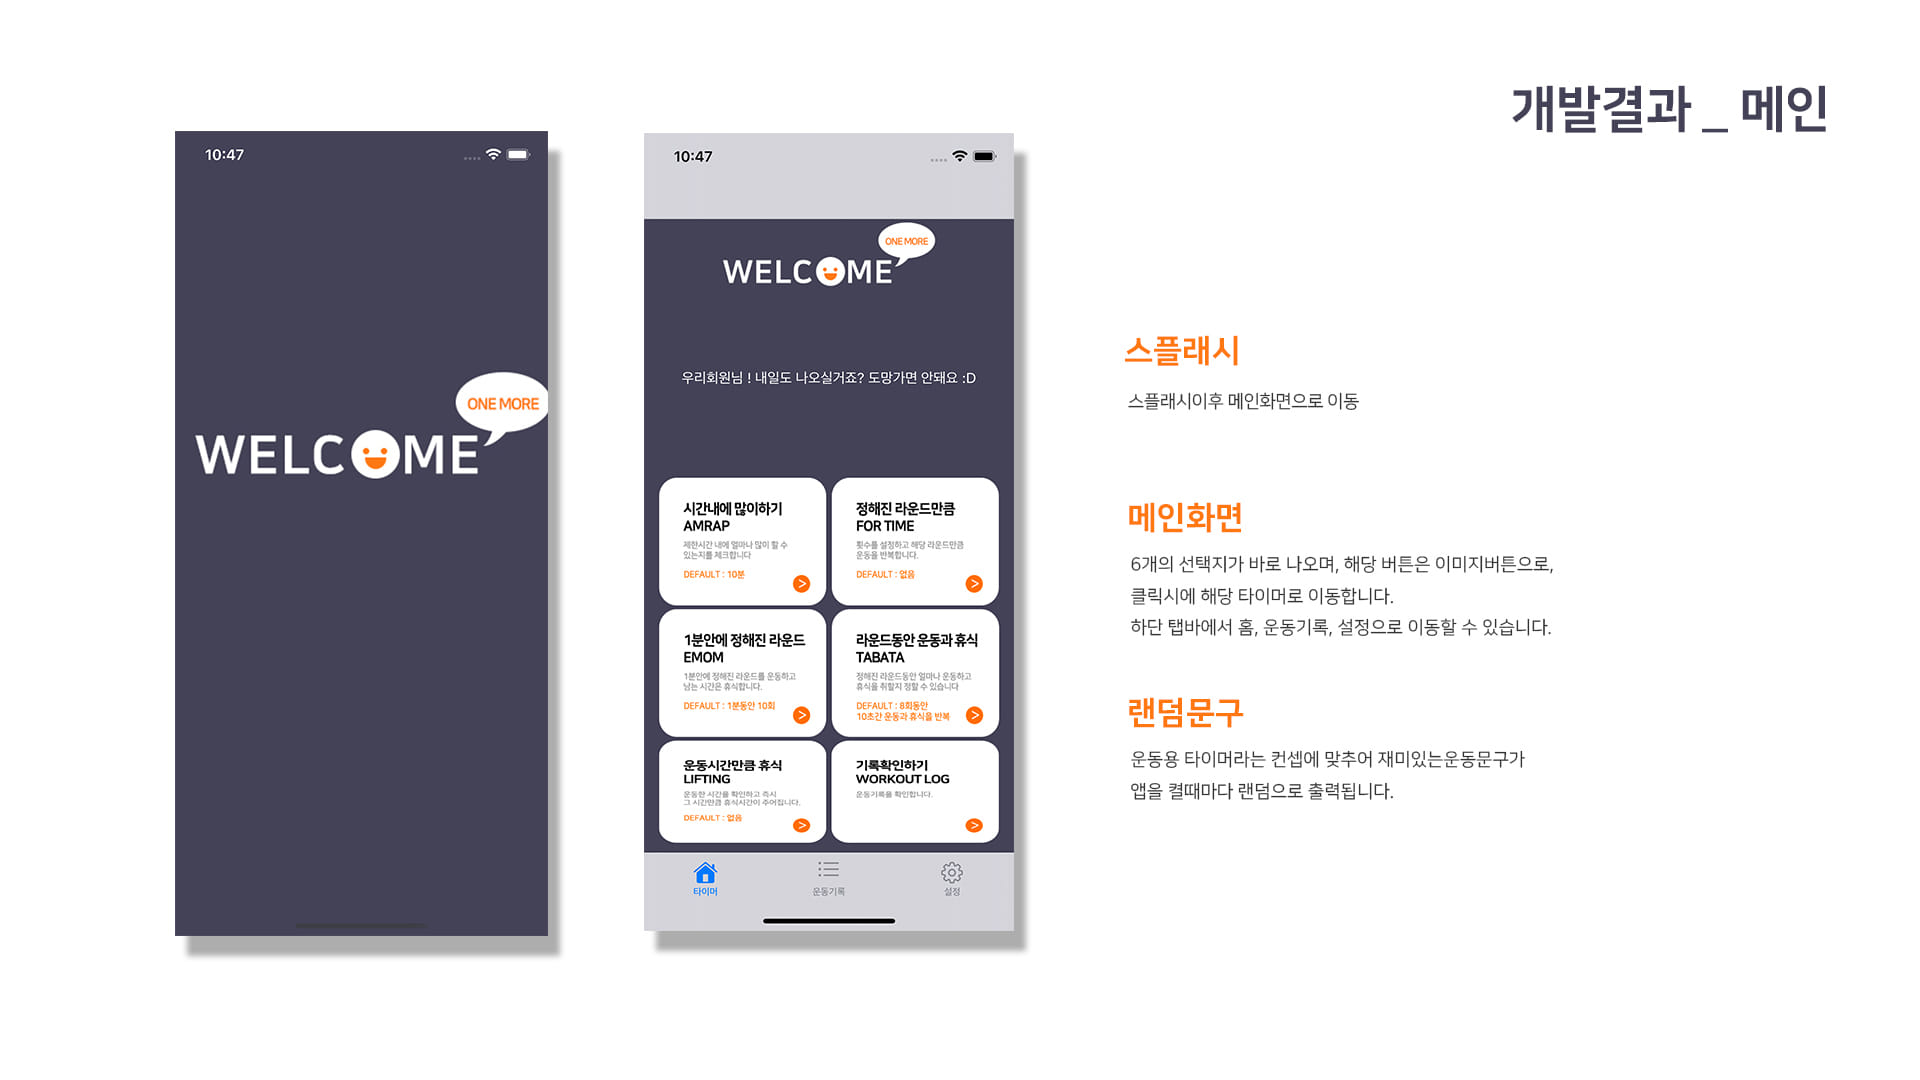 개발결과 _ 메인
10:47
ONE MORE
WELCOME
10:47
ONE MORE
WELCOME
우리회원님 ! 내일도 나오실거죠? 도망가면 안돼요 :D
시간내에 많이하기
AMRAP
제한시간 내에 얼마나 많이 할 수
있는지를 체크합니다
DEFAULT : 10분
>
정해진 라운드만큼
FOR TIME
횟수를 설정하고 해당 라운드만큼
운동을 반복합니다.
DEFAULT : 없음
>
1분안에 정해진 라운드
EMOM
1분안에 정해진 라운드를 운동하고
남는 시간은 휴식합니다.
DEFAULT : 1분동안 10회
>
라운드동안 운동과 휴식
TABATA
정해진 라운드동안 얼마나 운동하고
휴식을 취할지 정할 수 있습니다
DEFAULT : 8회동안
10초간 운동과 휴식을 반복
>
운동시간만큼 휴식
LIFTING
운동한 시간을 확인하고 즉시
그 시간만큼 휴식시간이 주어집니다.
DEFAULT : 없음
>
기록확인하기
WORKOUT LOG
운동기록을 확인합니다.
>
타이머
운동기록
설정
스플래시
스플래시이후 메인화면으로 이동
메인화면
6개의 선택지가 바로 나오며, 해당 버튼은 이미지버튼으로,
클릭시에 해당 타이머로 이동합니다.
하단 탭바에서 홈, 운동기록, 설정으로 이동할 수 있습니다.
랜덤문구
운동용 타이머라는 컨셉에 맞추어 재미있는운동문구가
앱을 켤때마다 랜덤으로 출력됩니다.